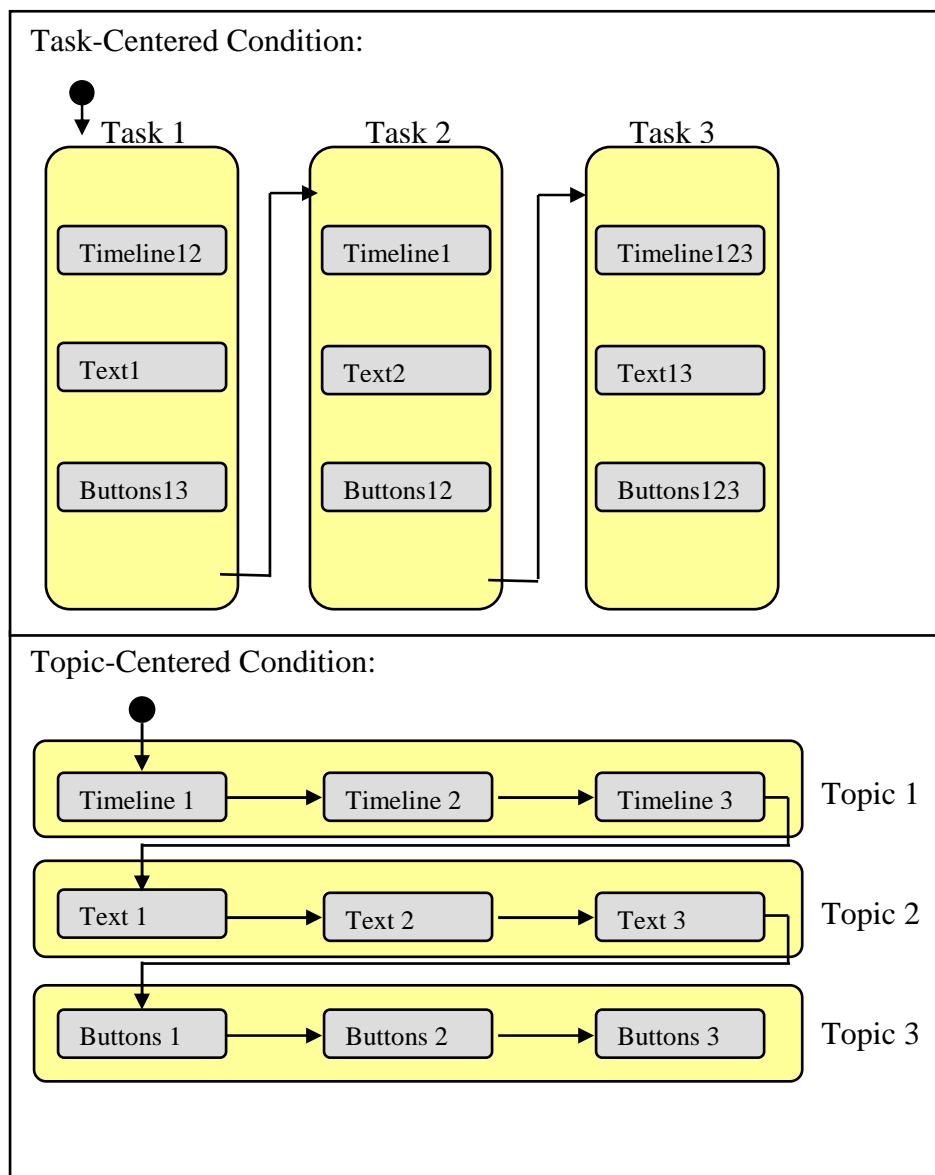 Task-Centered Condition:
Task 1 Task 2 Task 3
Timeline12 Timeline1 Timeline123
Text1 Text2 Text13
Buttons13 Buttons12 Buttons123
Topic-Centered Condition:
Timeline 1 Timeline 2 Timeline 3 Topic 1
Text 1 Text 2 Text 3 Topic 2
Buttons 1 Buttons 2 Buttons 3 Topic 3